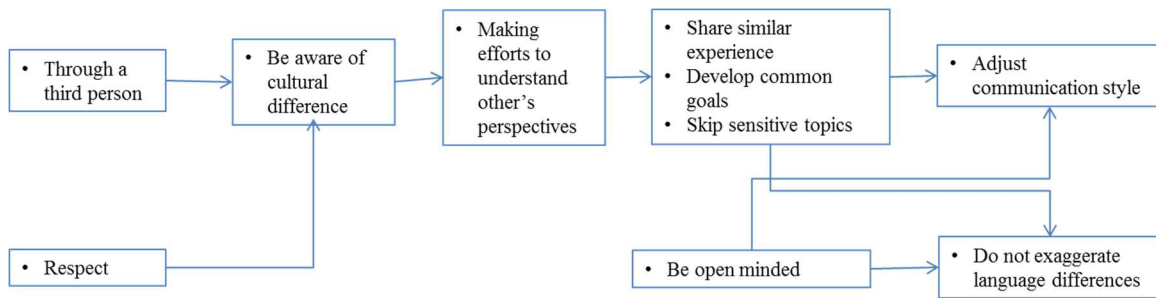 • Through a
third person
• Be aware of
cultural
difference
• Making
efforts to
understand
other’s
perspectives
• Share similar
experience
• Develop common
goals
• Skip sensitive topics
• Adjust
communication style
• Respect
• Be open minded
• Do not exaggerate
language differences